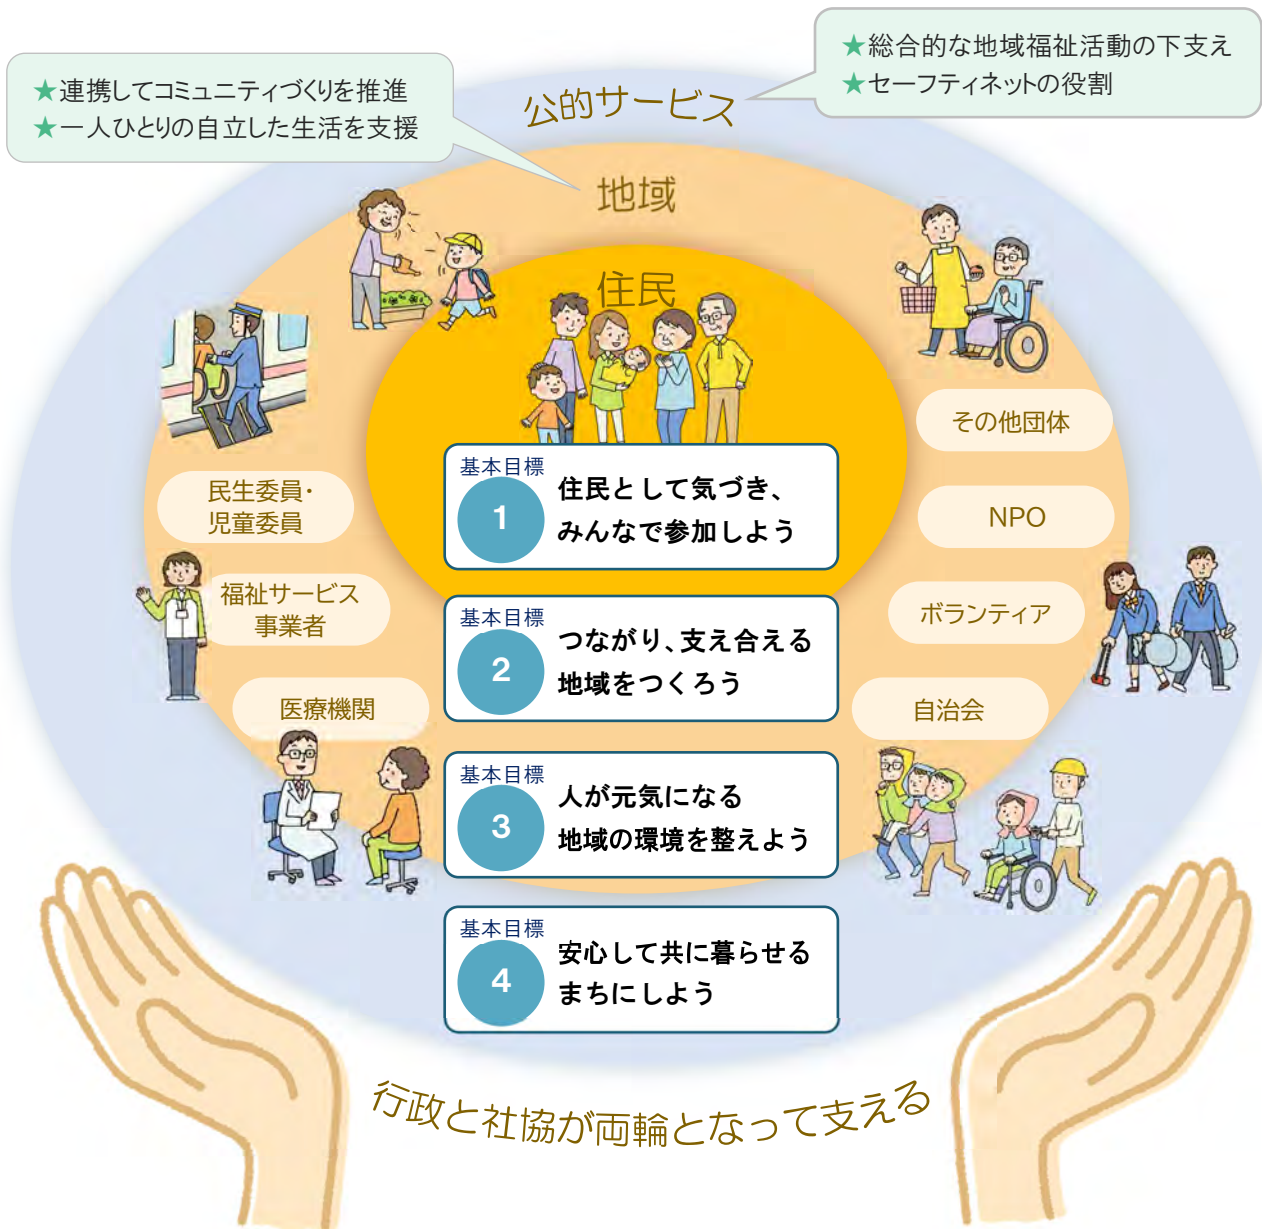 ★総合的な地域福祉活動の下支え
★セーフティネットの役割
★連携してコミュニティづくりを推進
★一人ひとりの自立した生活を支援
公的サービス
地域
住民
その他団体
NPO
ボランティア
自治会
民生委員・
児童委員
福祉サービス
事業者
医療機関
基本目標
1
住民として気づき、
みんなで参加しよう
基本目標
2
つながり、支え合える
地域をつくろう
基本目標
3
人が元気になる
地域の環境を整えよう
基本目標
4
安心して共に暮らせる
まちにしよう
行政と社協が両輪となって支える